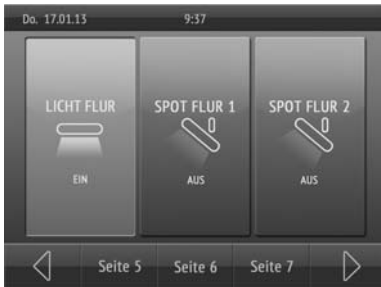 Do. 17.01.13 9:37
LICHT FLUR SPOT FLUR 1 SPOT FLUR 2
EIN AUS AUS
Seite 5 Seite 6 Seite 7